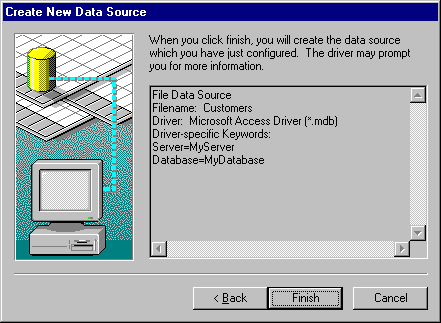 Create New Data Source
When you click finish, you will create the data source
which you have just configured.  The driver may prompt
you for more information.
File Data Source
Filename:  Customers
Driver:  Microsoft Access Driver (*.mdb)
Driver-specific Keywords:
Server=MyServer
Database=MyDatabase
< Back
Finish
Cancel